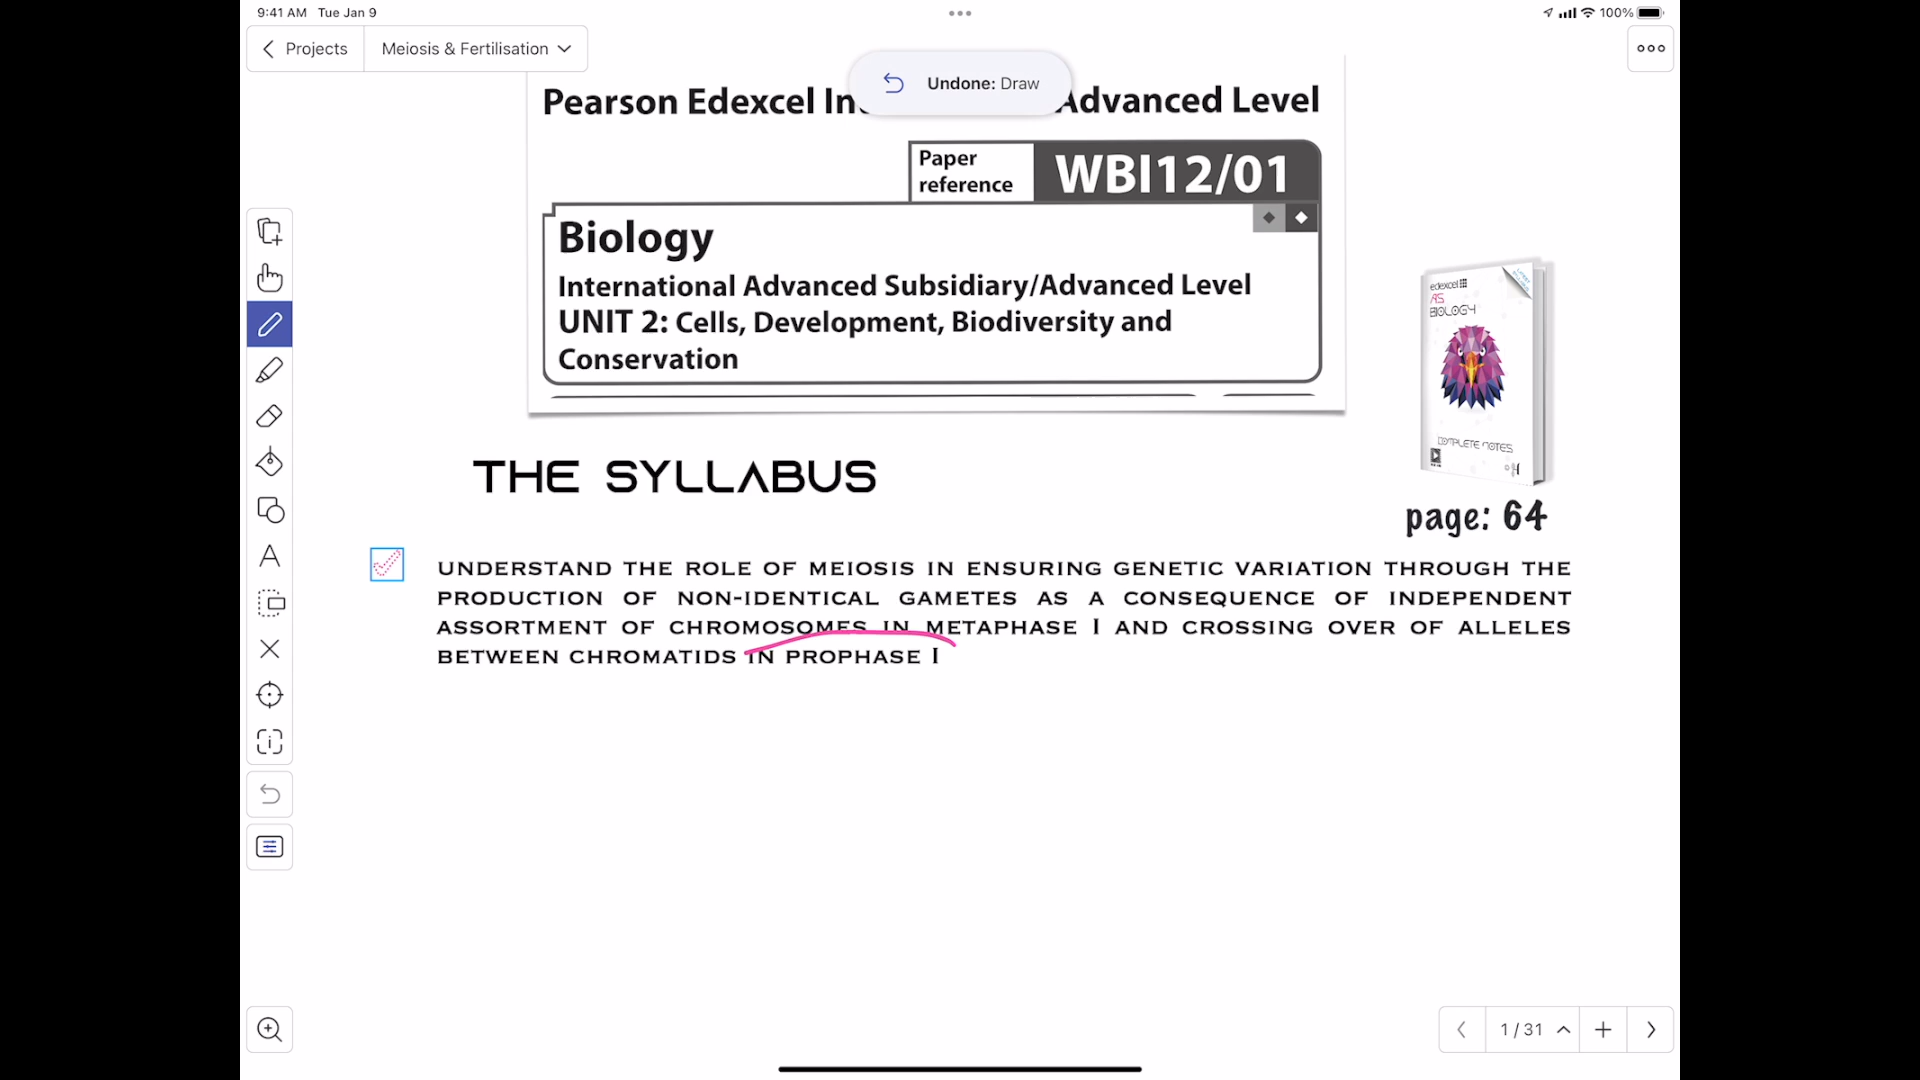 9:41 AM Tue Jan 9
100%
Projects
Meiosis & Fertilisation
Undone: Draw
Pearson Edexcel In
Advanced Level
Paper
reference
WBI12/01
Biology
International Advanced Subsidiary/Advanced Level
UNIT 2: Cells, Development, Biodiversity and
Conservation
edexcel
AS
BIOLOGY
COMPLETE NOTES
page: 64
THE SYLLABUS
UNDERSTAND THE ROLE OF MEIOSIS IN ENSURING GENETIC VARIATION THROUGH THE
PRODUCTION OF NON-IDENTICAL GAMETES AS A CONSEQUENCE OF INDEPENDENT
ASSORTMENT OF CHROMOSOMES IN METAPHASE I AND CROSSING OVER OF ALLELES
BETWEEN CHROMATIDS IN PROPHASE I
1 / 31